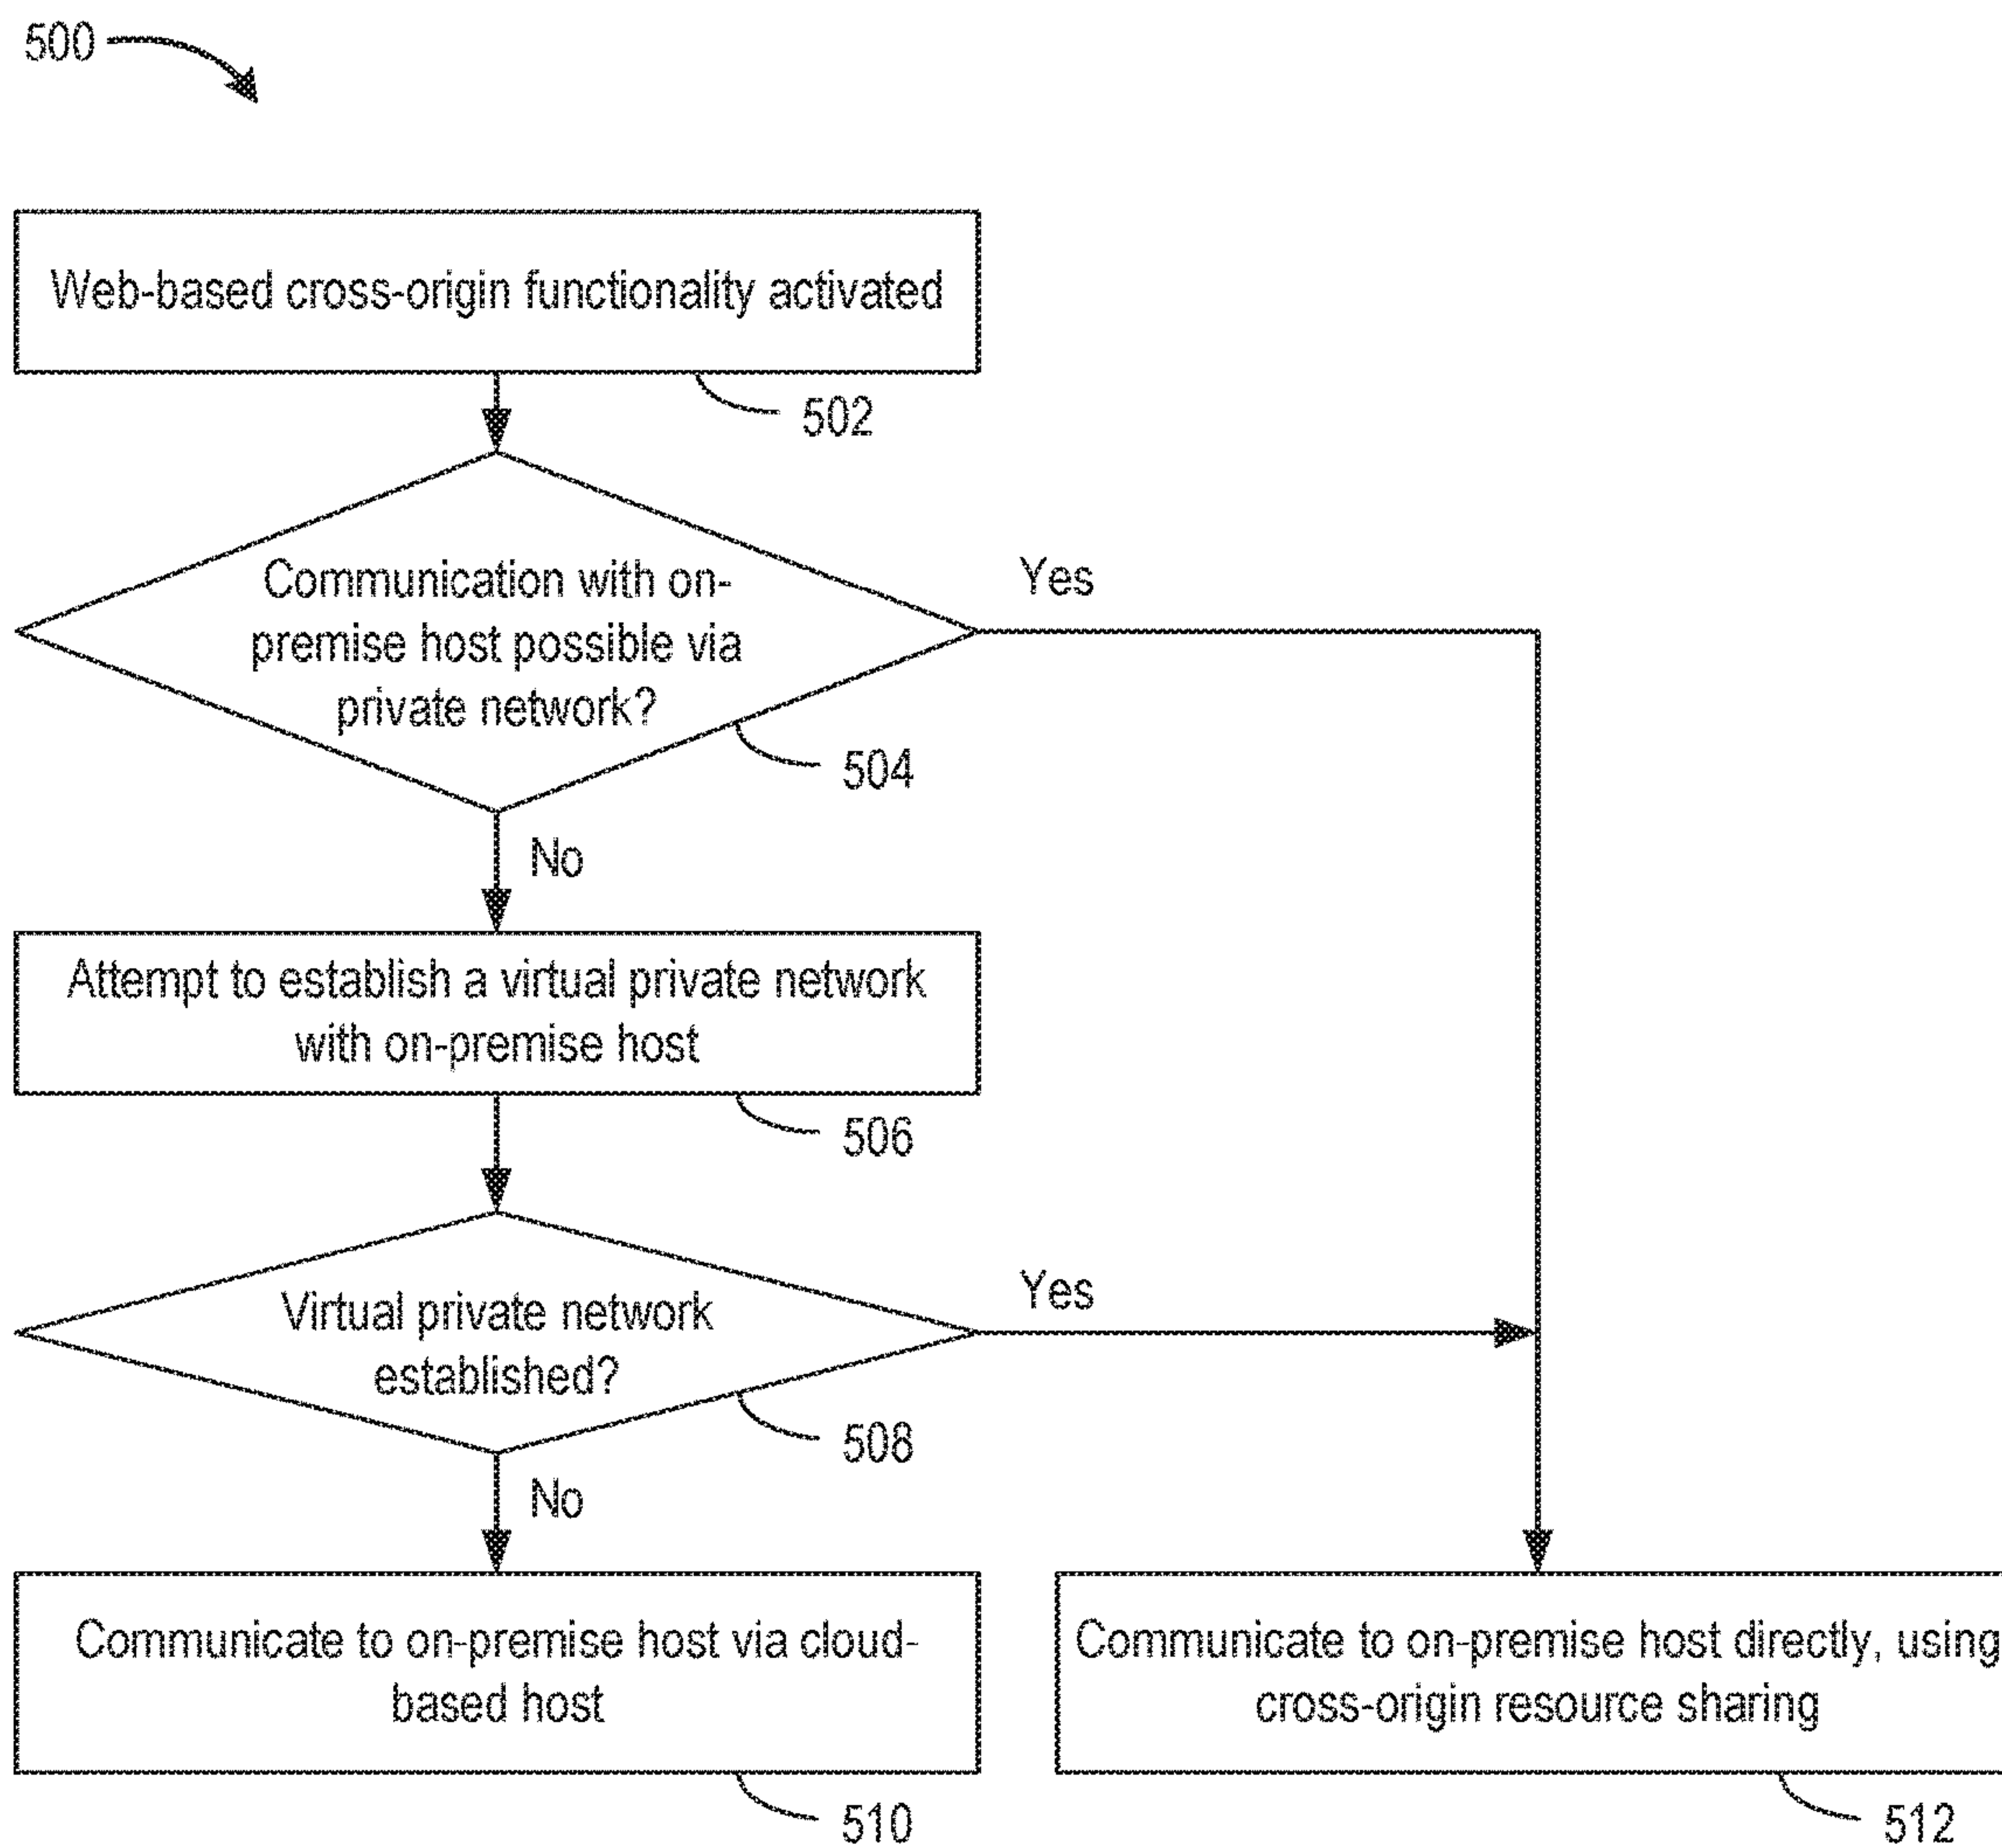 500
Web-based cross-origin functionality activated
502
Communication with on-
premise host possible via
private network?
Yes
504
No
Attempt to establish a virtual private network
with on-premise host
506
Virtual private network
established?
Yes
508
No
Communicate to on-premise host via cloud-
based host
510
Communicate to on-premise host directly, using
cross-origin resource sharing
512